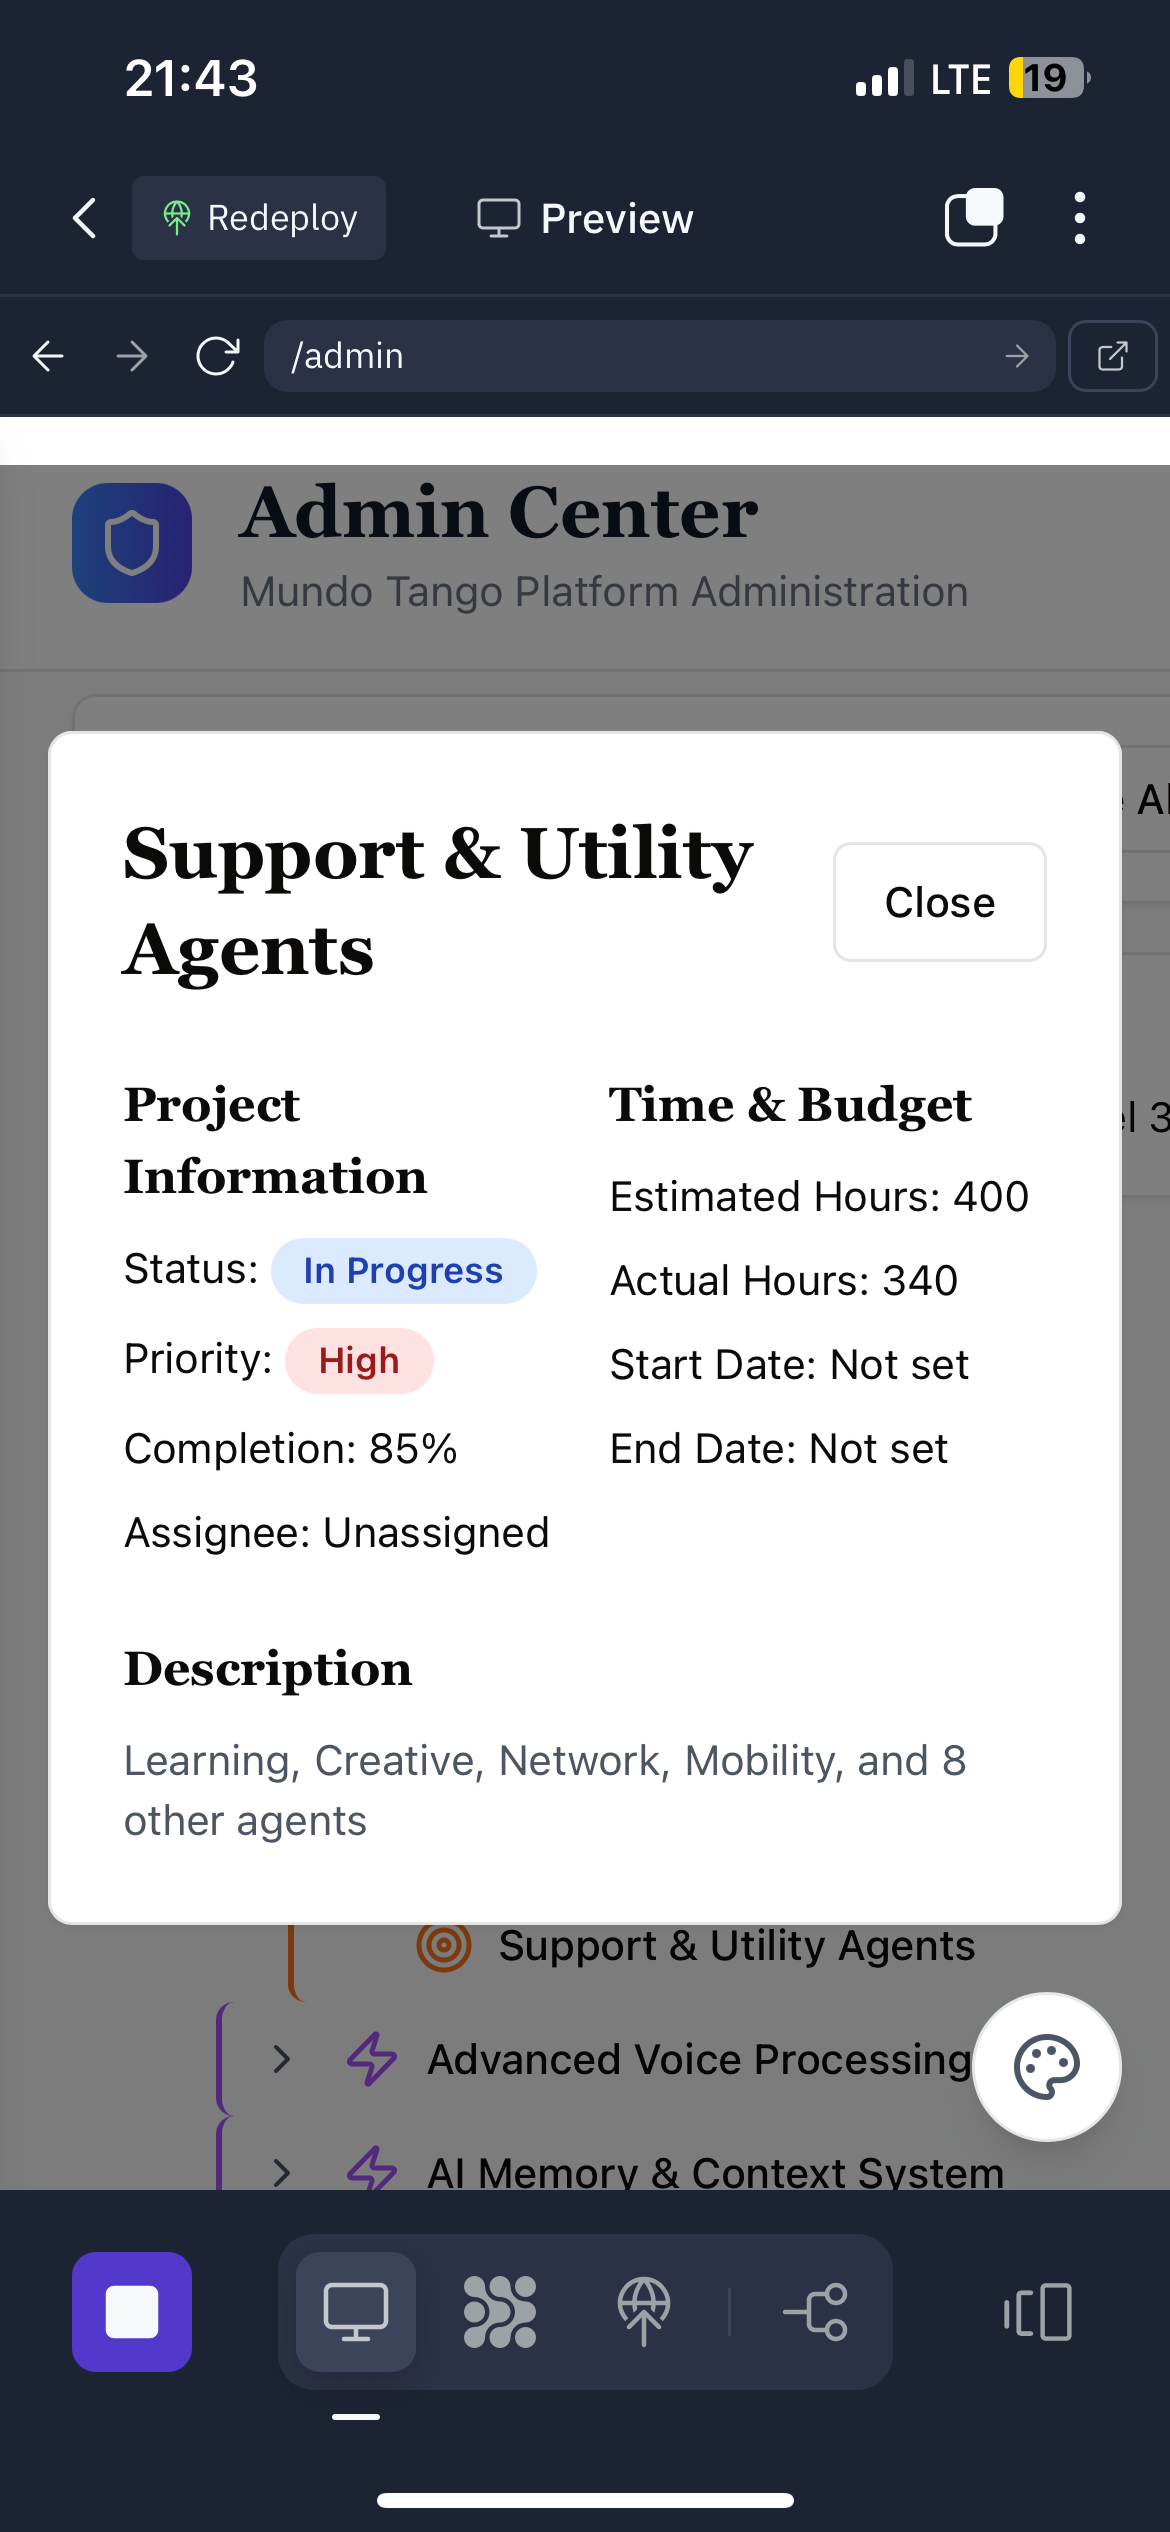 21:43
LTE 19
Redeploy
Preview
/admin
Admin Center
Mundo Tango Platform Administration
Support & Utility
Agents
Close
Project
Information
Status: In Progress
Priority: High
Completion: 85%
Assignee: Unassigned
Time & Budget
Estimated Hours: 400
Actual Hours: 340
Start Date: Not set
End Date: Not set
Description
Learning, Creative, Network, Mobility, and 8
other agents
Support & Utility Agents
Advanced Voice Processing
AI Memory & Context System